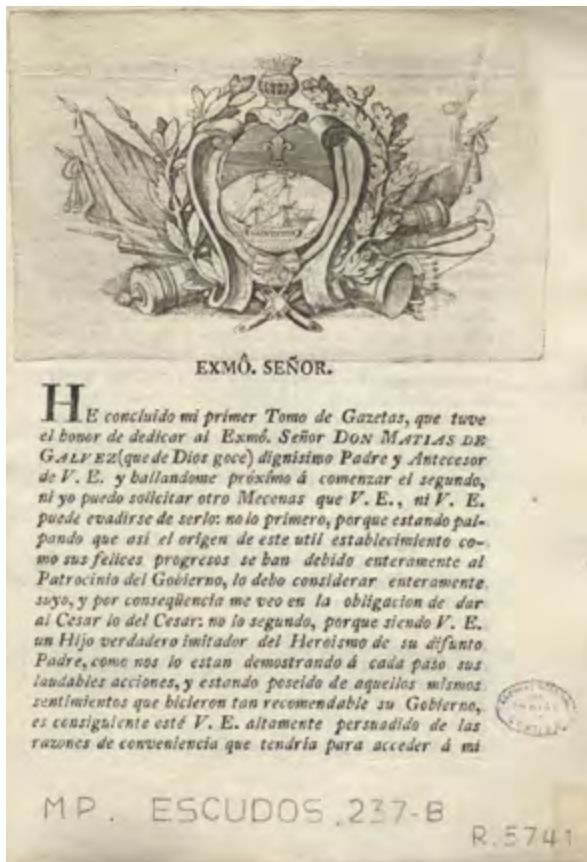 EXMÔ. SEÑOR.
HE concluido mi primer Tomo de Gazetas, que tuve
el honor de dedicar al Exmô. Señor DON MATIAS DE
GALVEZ (que de Dios goce) dignisimo Padre y Antecesor
de V. E. y hallandome próximo á comenzar el segundo,
ni yo puedo solicitar otro Mecenas que V. E., ni V. E.
puede evadirse de serlo: no lo primero, porque estando pal-
pando que asi el origen de este util establecimiento co-
mo sus felices progresos se han debido enteramente al
Patrocinio del Gobierno, lo debo considerar enteramente
suyo, y por conseqüencia me veo en la obligacion de dar
al Cesar lo del Cesar: no lo segundo, porque siendo V. E.
un Hijo verdadero imitador del Heroismo de su difunto
Padre, como nos lo estan demostrando á cada paso sus
laudables acciones, y estando poseido de aquellos mismos
sentimientos que hicieron tan recomendable su Gobierno,
es consiguiente esté V. E. altamente persuadido de las
razones de conveniencia que tendría para acceder á mi
MP. ESCUDOS, 237-B
R.5741